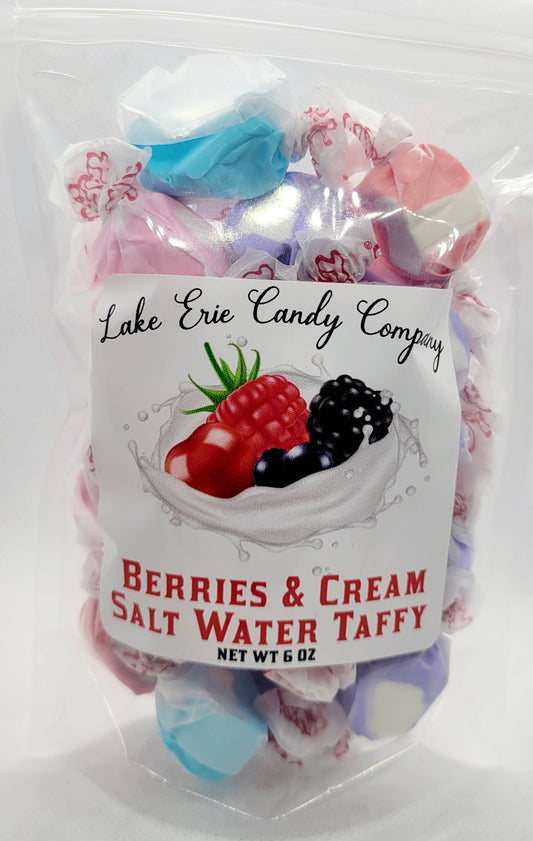 Lake Erie Candy Company
BERRIES & CREAM
SALT WATER TAFFY
NET WT 6 OZ